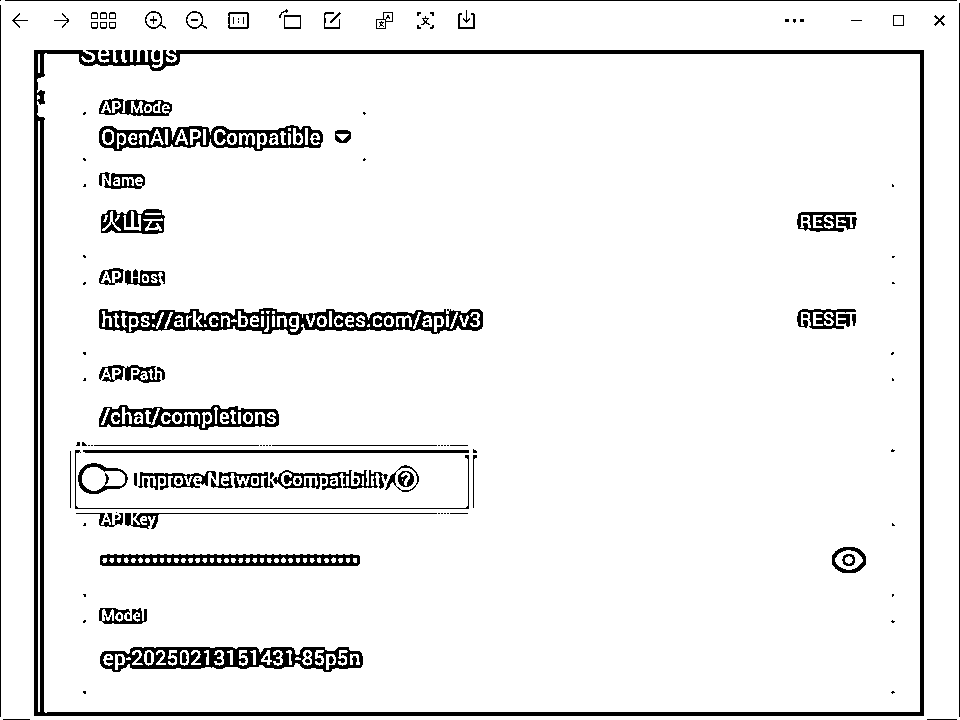 Settings
API Mode
OpenAI API Compatible
Name
火山云
RESET
API Host
https://ark.cn-beijing.volces.com/api/v3
RESET
API Path
/chat/completions
Improve Network Compatibility
API Key
Model
ep-20250213151431-85p5n